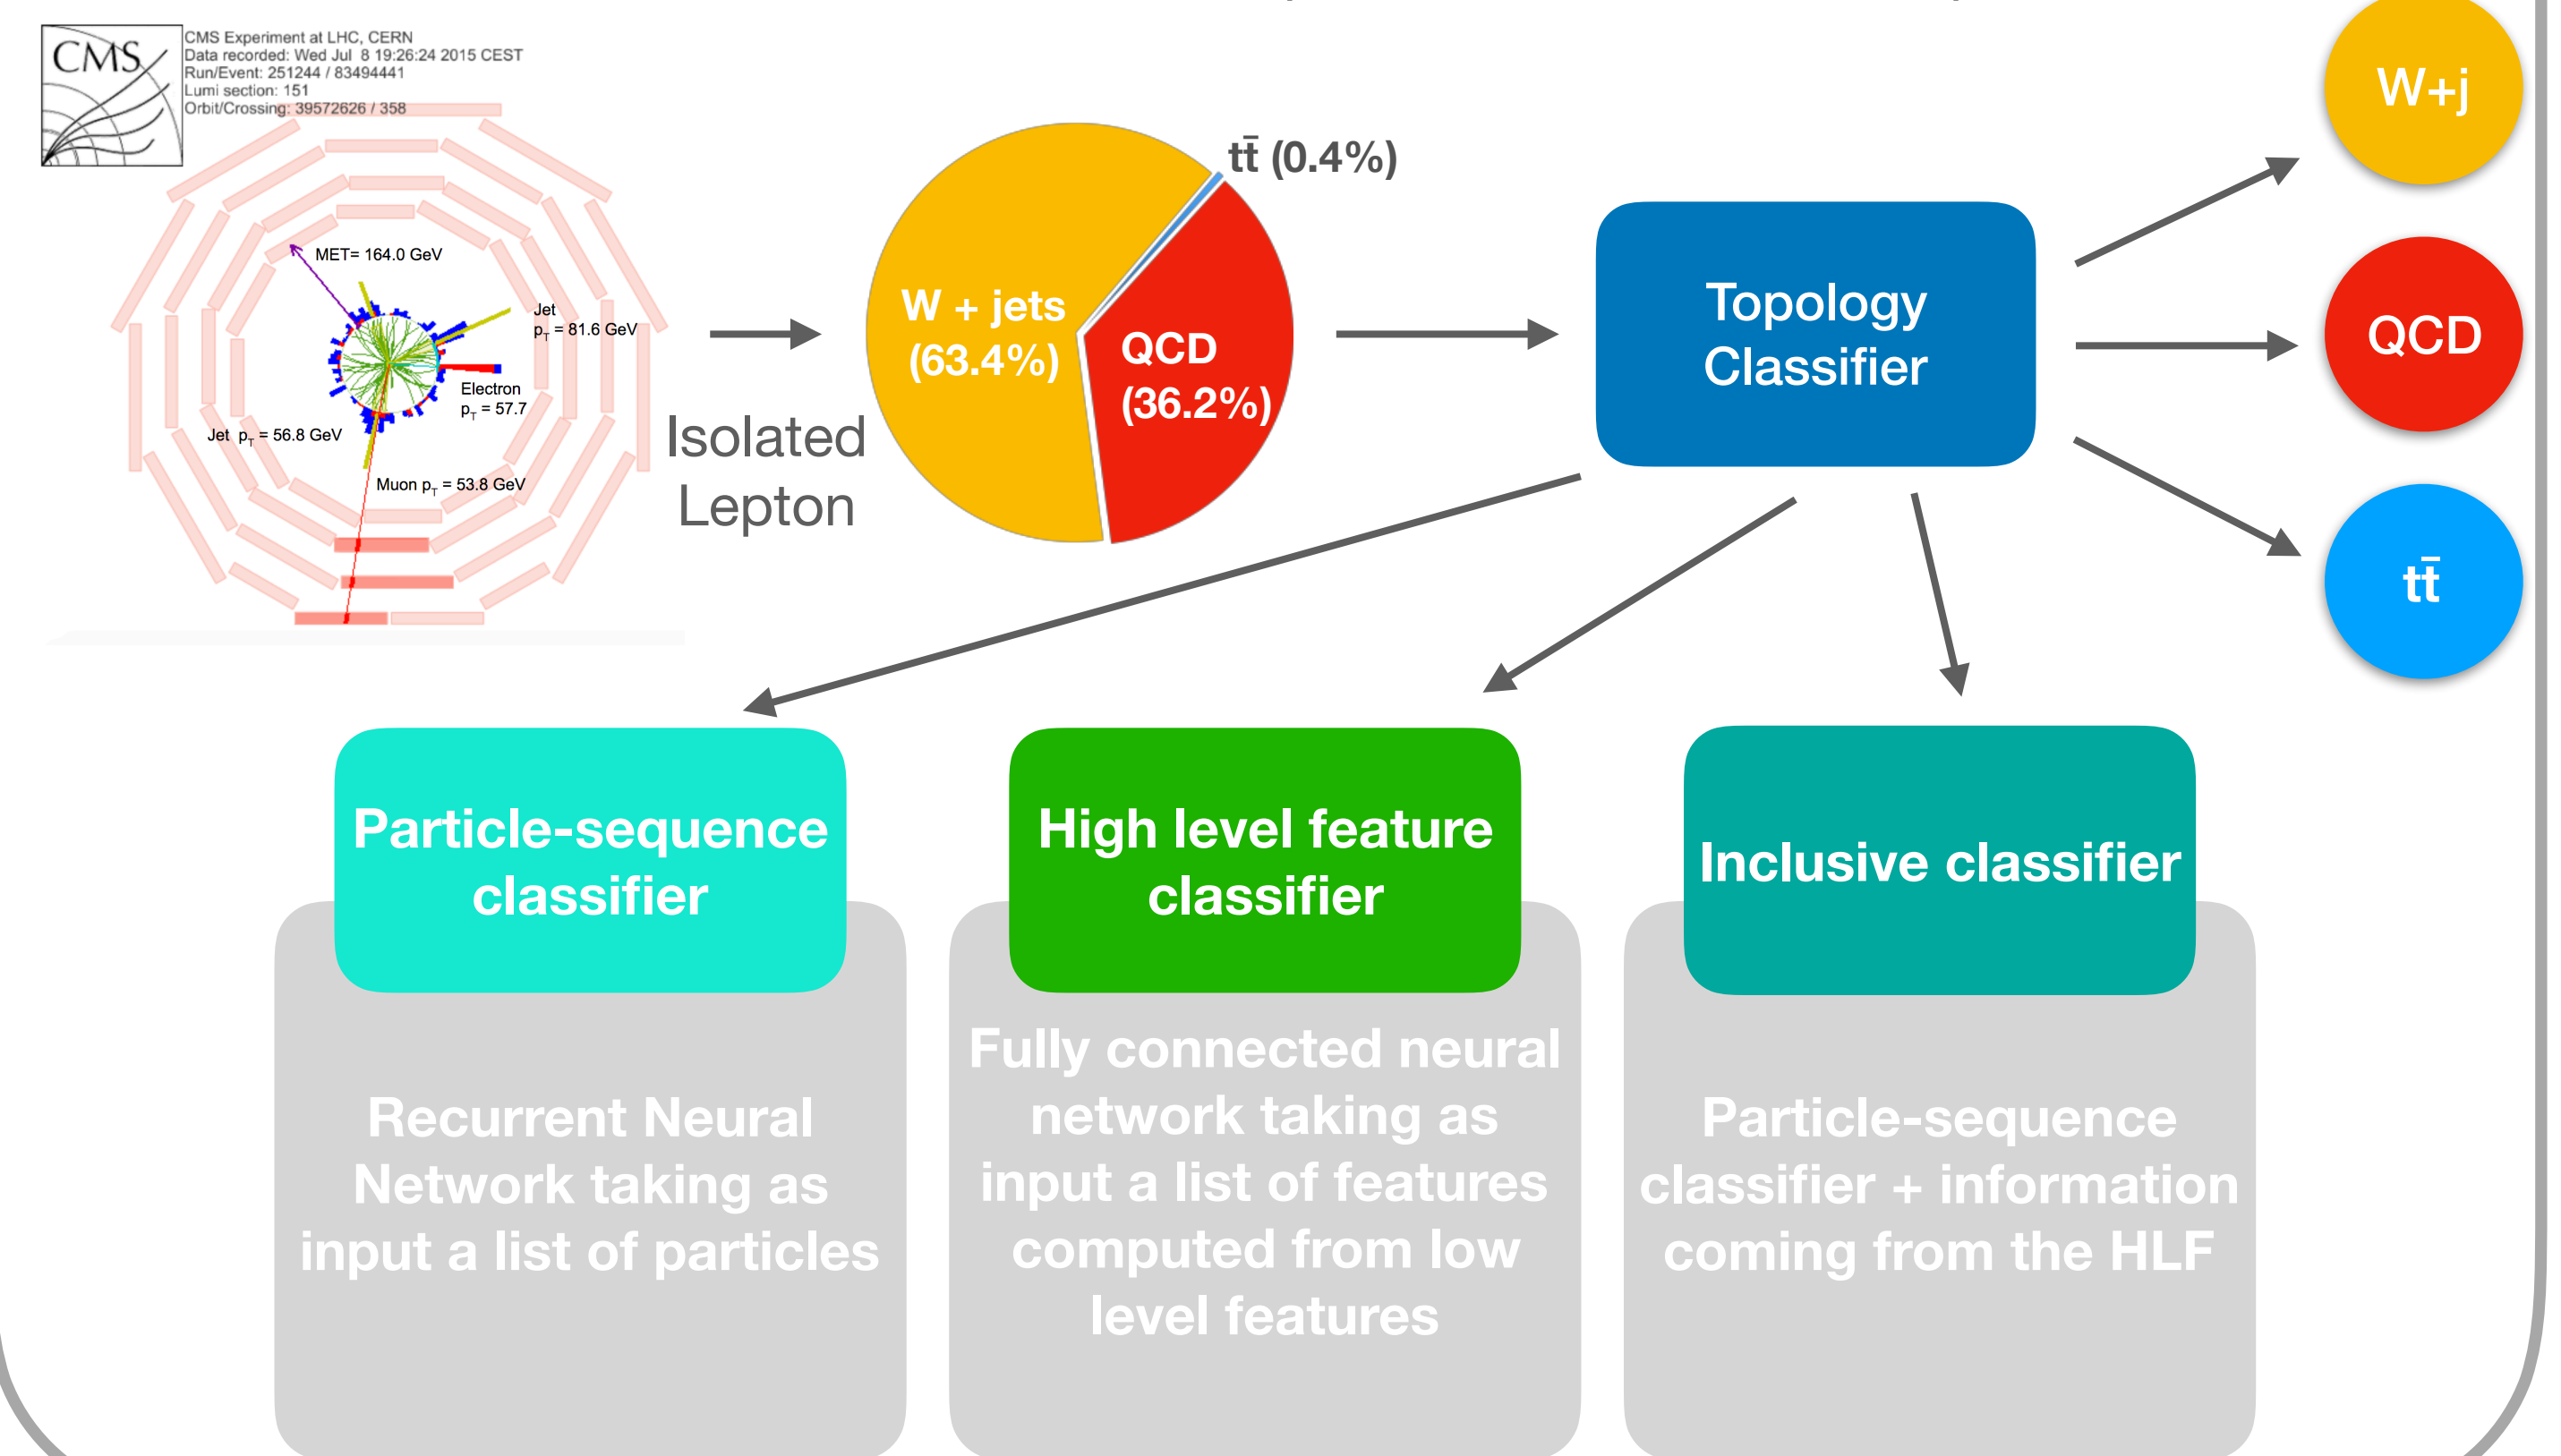 CMS
CMS Experiment at LHC, CERN
Data recorded: Wed Jul 8 19:26:24 2015 CEST
Run/Event: 251244 / 83494441
Lumi section: 151
Orbit/Crossing: 39572626 / 358
MET= 164.0 GeV
Jet
pT = 81.6 GeV
Electron
pT = 57.7
Jet pT = 56.8 GeV
Muon pT = 53.8 GeV
Isolated
Lepton
tt̄ (0.4%)
W + jets
(63.4%)
QCD
(36.2%)
Topology
Classifier
W+j
QCD
tt̄
Particle-sequence
classifier
Recurrent Neural
Network taking as
input a list of particles
High level feature
classifier
Fully connected neural
network taking as
input a list of features
computed from low
level features
Inclusive classifier
Particle-sequence
classifier + information
coming from the HLF